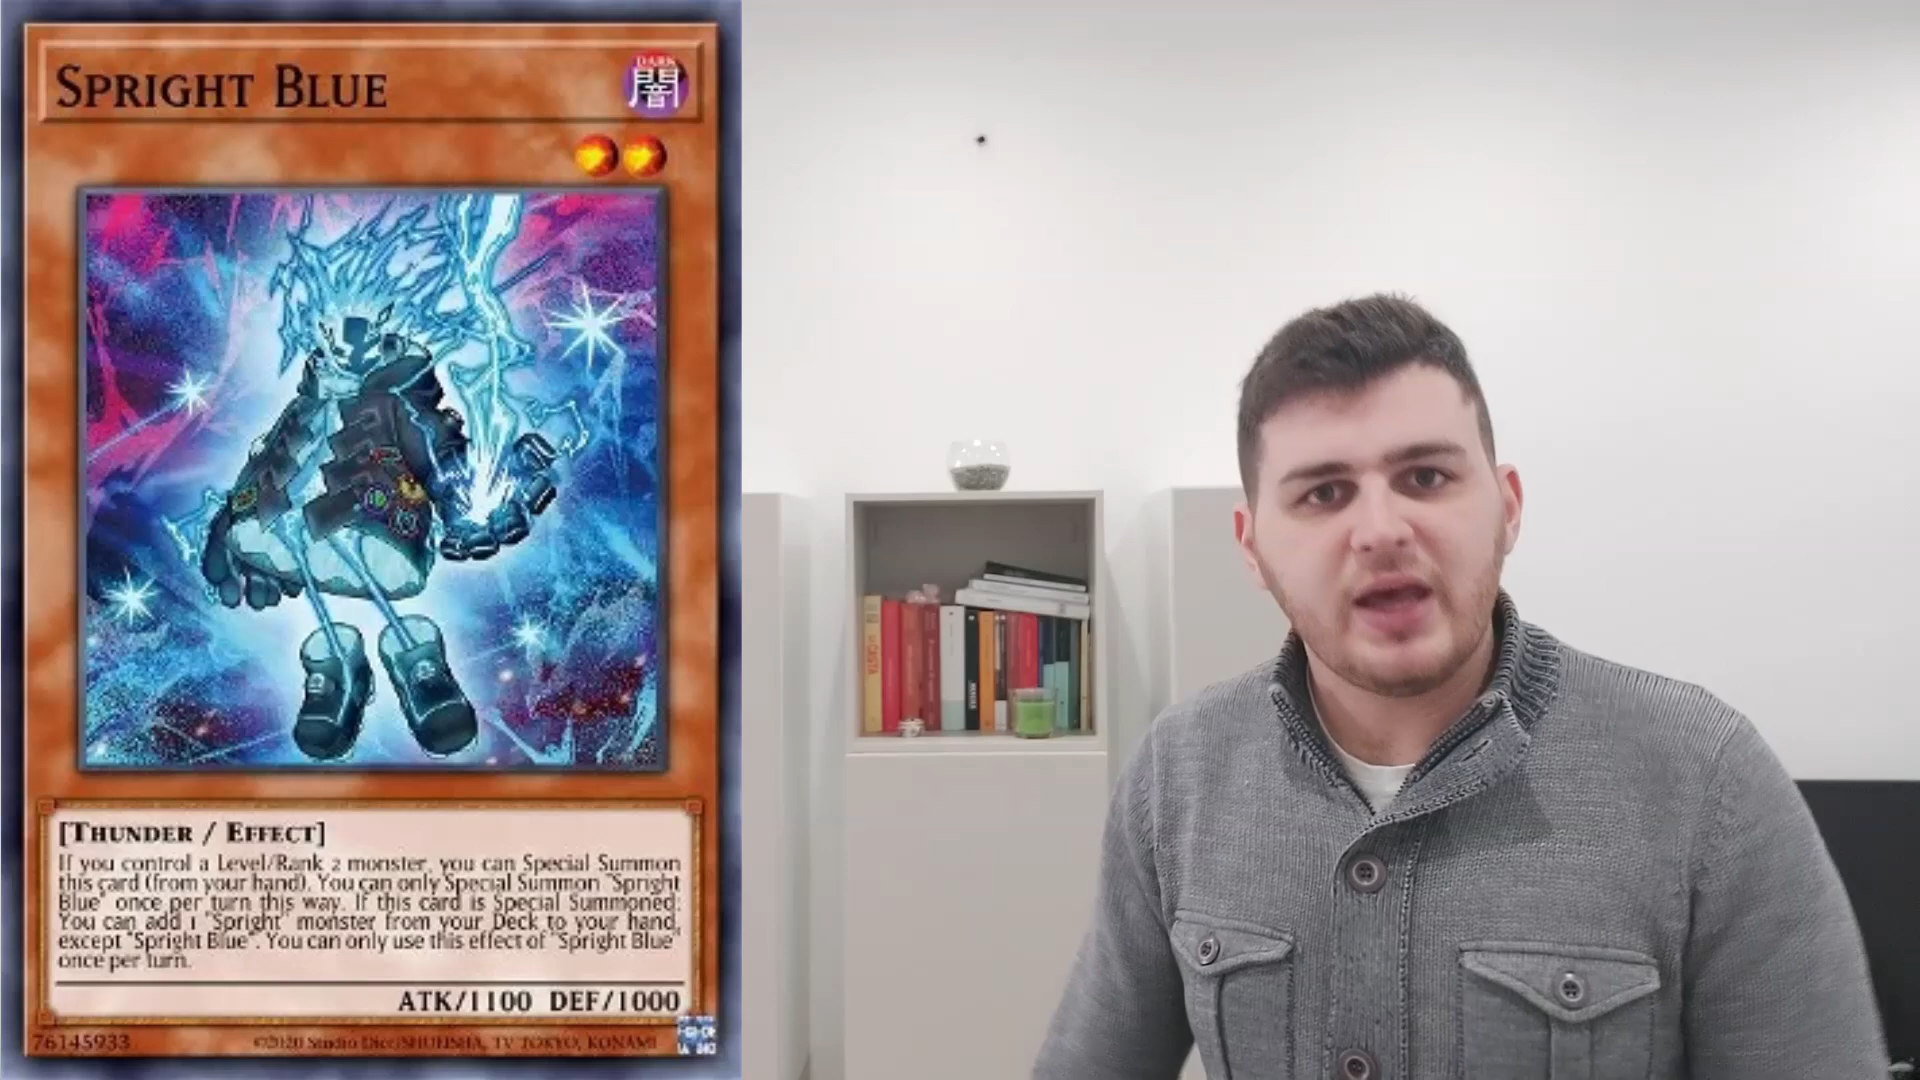 SPRIGHT BLUE
DARK
闇
[THUNDER / EFFECT]
If you control a Level/Rank 2 monster, you can Special Summon
this card (from your hand). You can only Special Summon "Spright
Blue" once per turn this way. If this card is Special Summoned:
You can add 1 "Spright" monster from your Deck to your hand,
except "Spright Blue". You can only use this effect of "Spright Blue"
once per turn.
ATK/1100 DEF/1000
76145933
©2020 Studio Dice/SHUEISHA, TV TOKYO, KONAMI